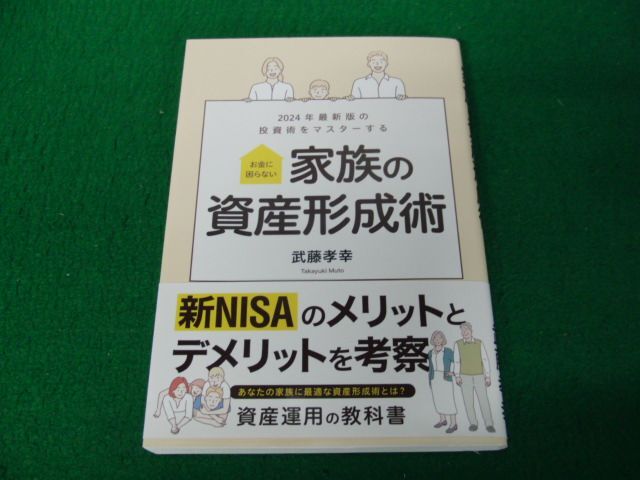 2024年最新版の
投資術をマスターする
お金に
困らない
家族の
資産形成術
武藤孝幸
Takayuki Muto
新NISAのメリットと
デメリットを考察
あなたの家族に最適な資産形成術とは?
資産運用の教科書